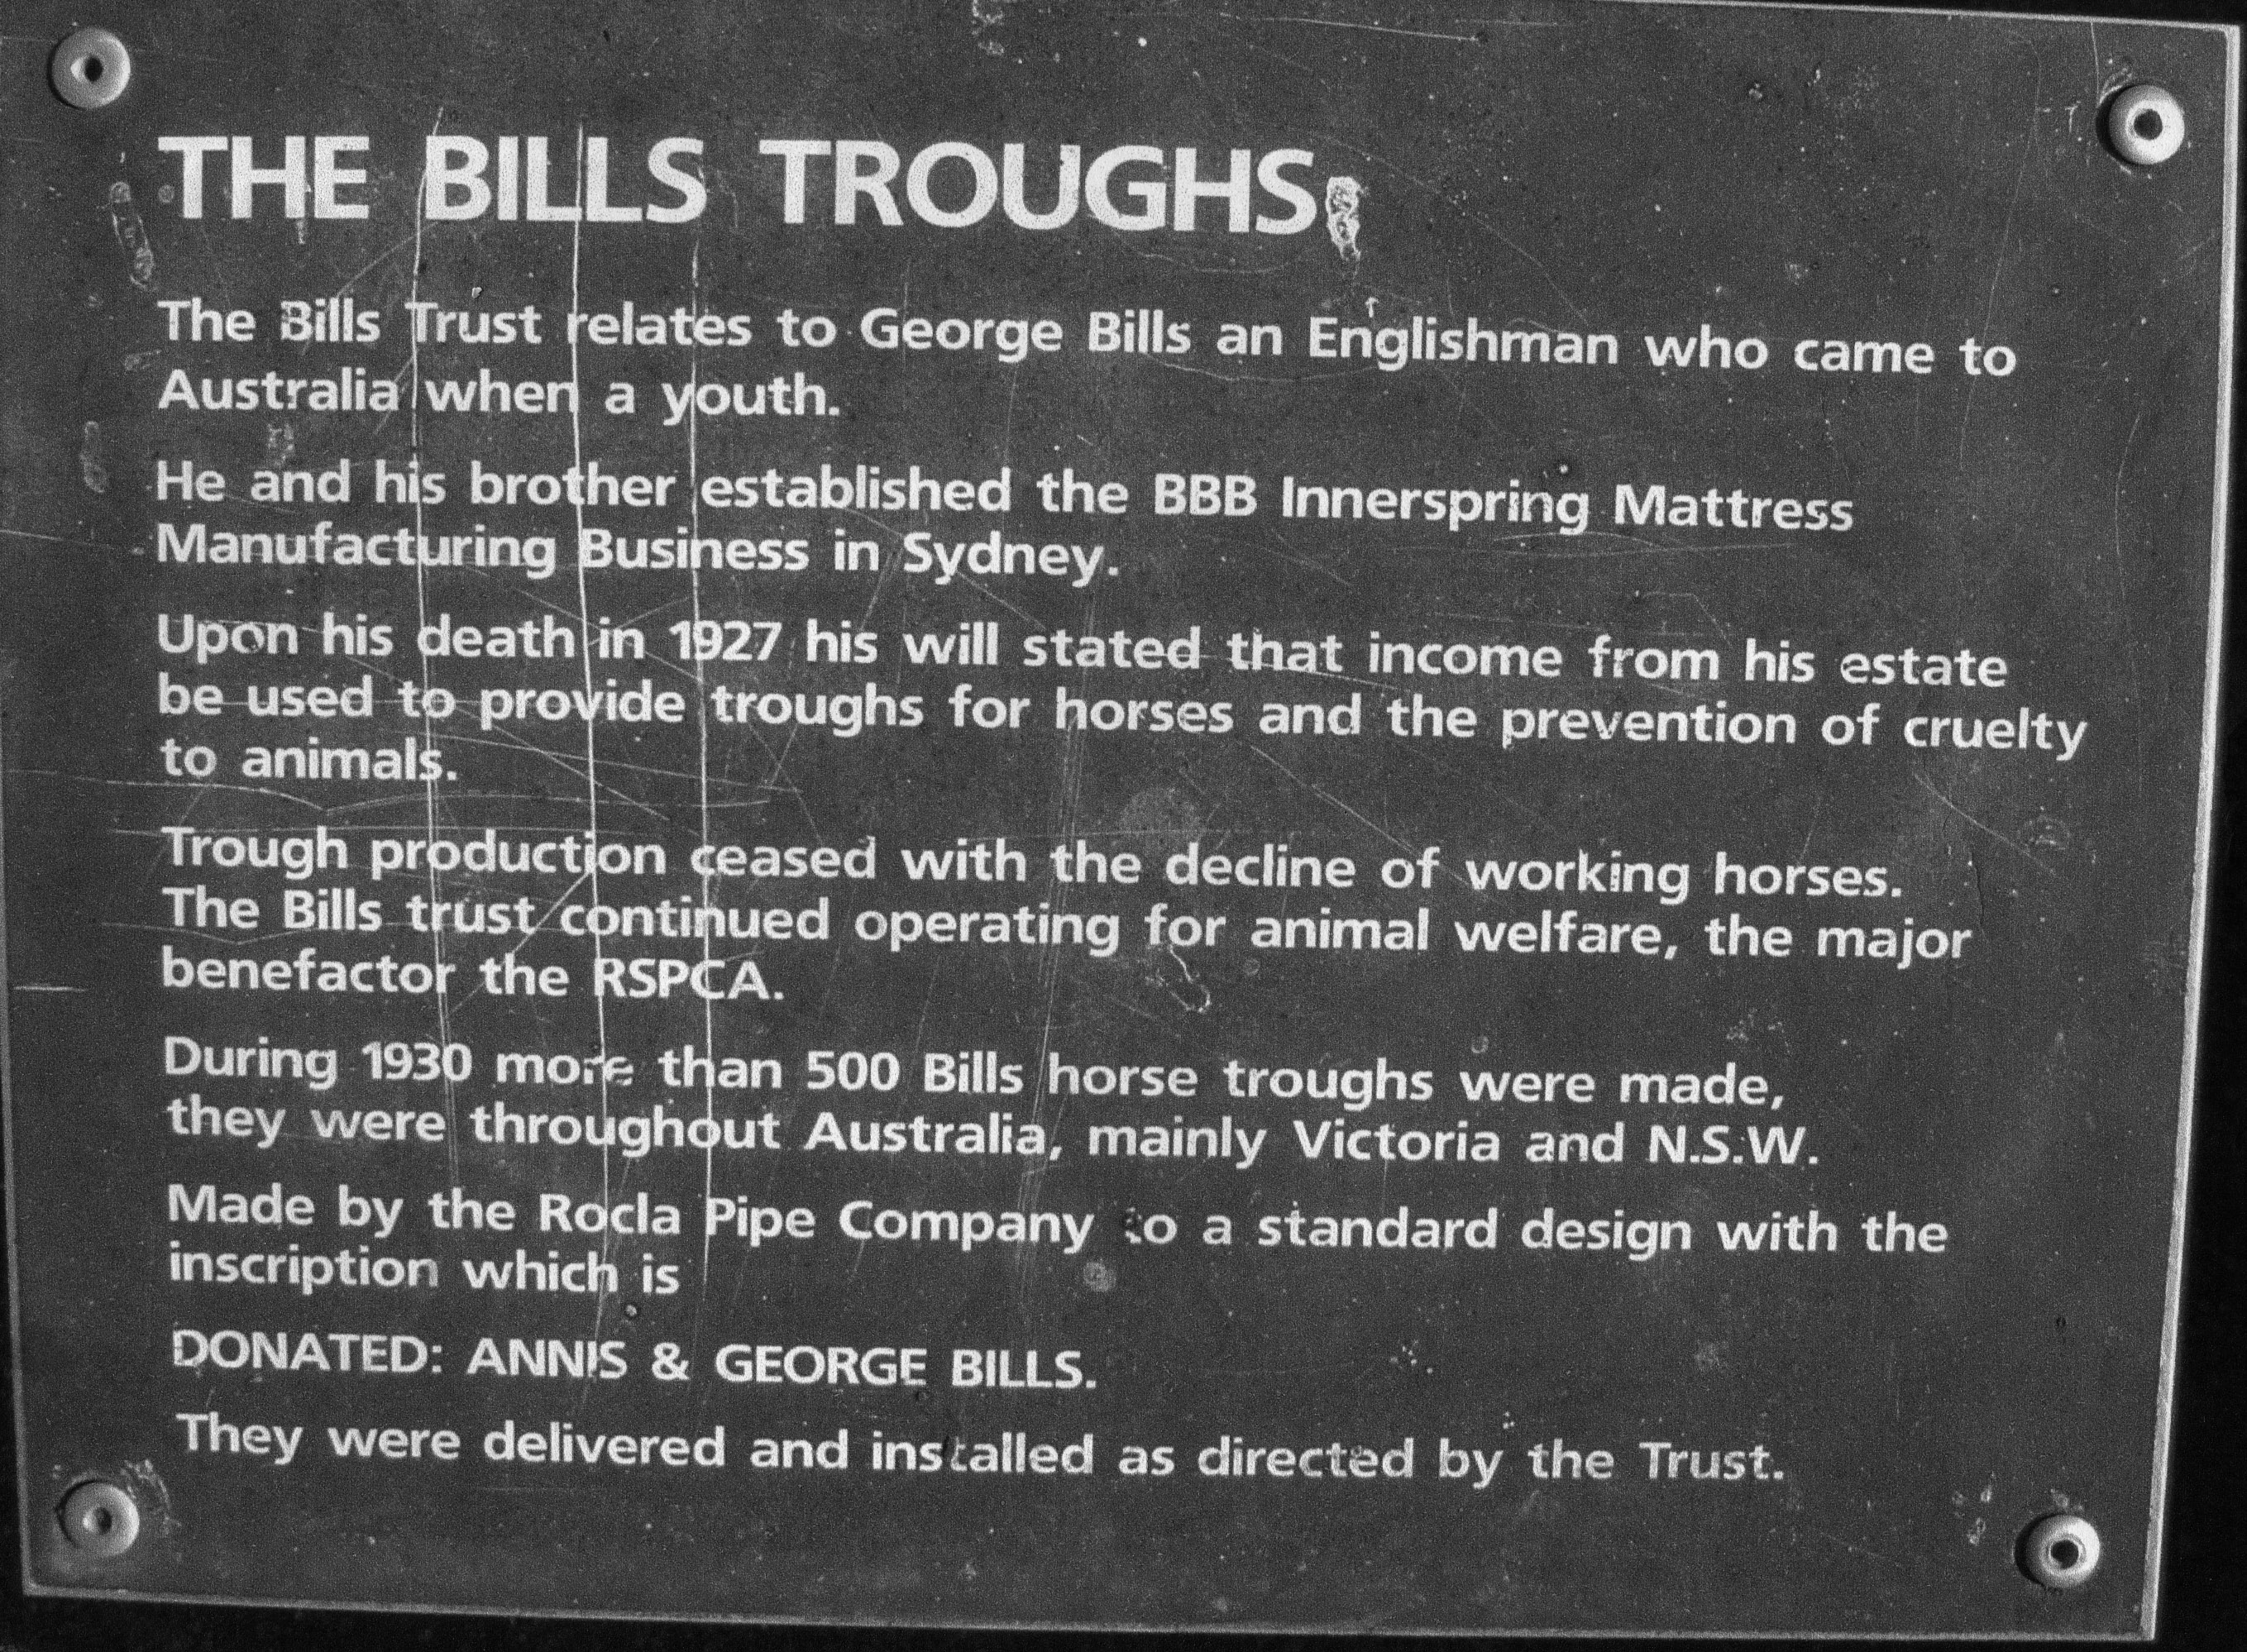 THE BILLS TROUGHS
The Bills Trust relates to George Bills an Englishman who came to
Australia when a youth.
He and his brother established the BBB Innerspring Mattress
Manufacturing Business in Sydney.
Upon his death in 1927 his will stated that income from his estate
be used to provide troughs for horses and the prevention of cruelty
to animals.
Trough production ceased with the decline of working horses.
The Bills trust continued operating for animal welfare, the major
benefactor the RSPCA.
During 1930 more than 500 Bills horse troughs were made,
they were throughout Australia, mainly Victoria and N.S.W.
Made by the Rocla Pipe Company to a standard design with the
inscription which is
DONATED: ANNIS & GEORGE BILLS.
They were delivered and installed as directed by the Trust.